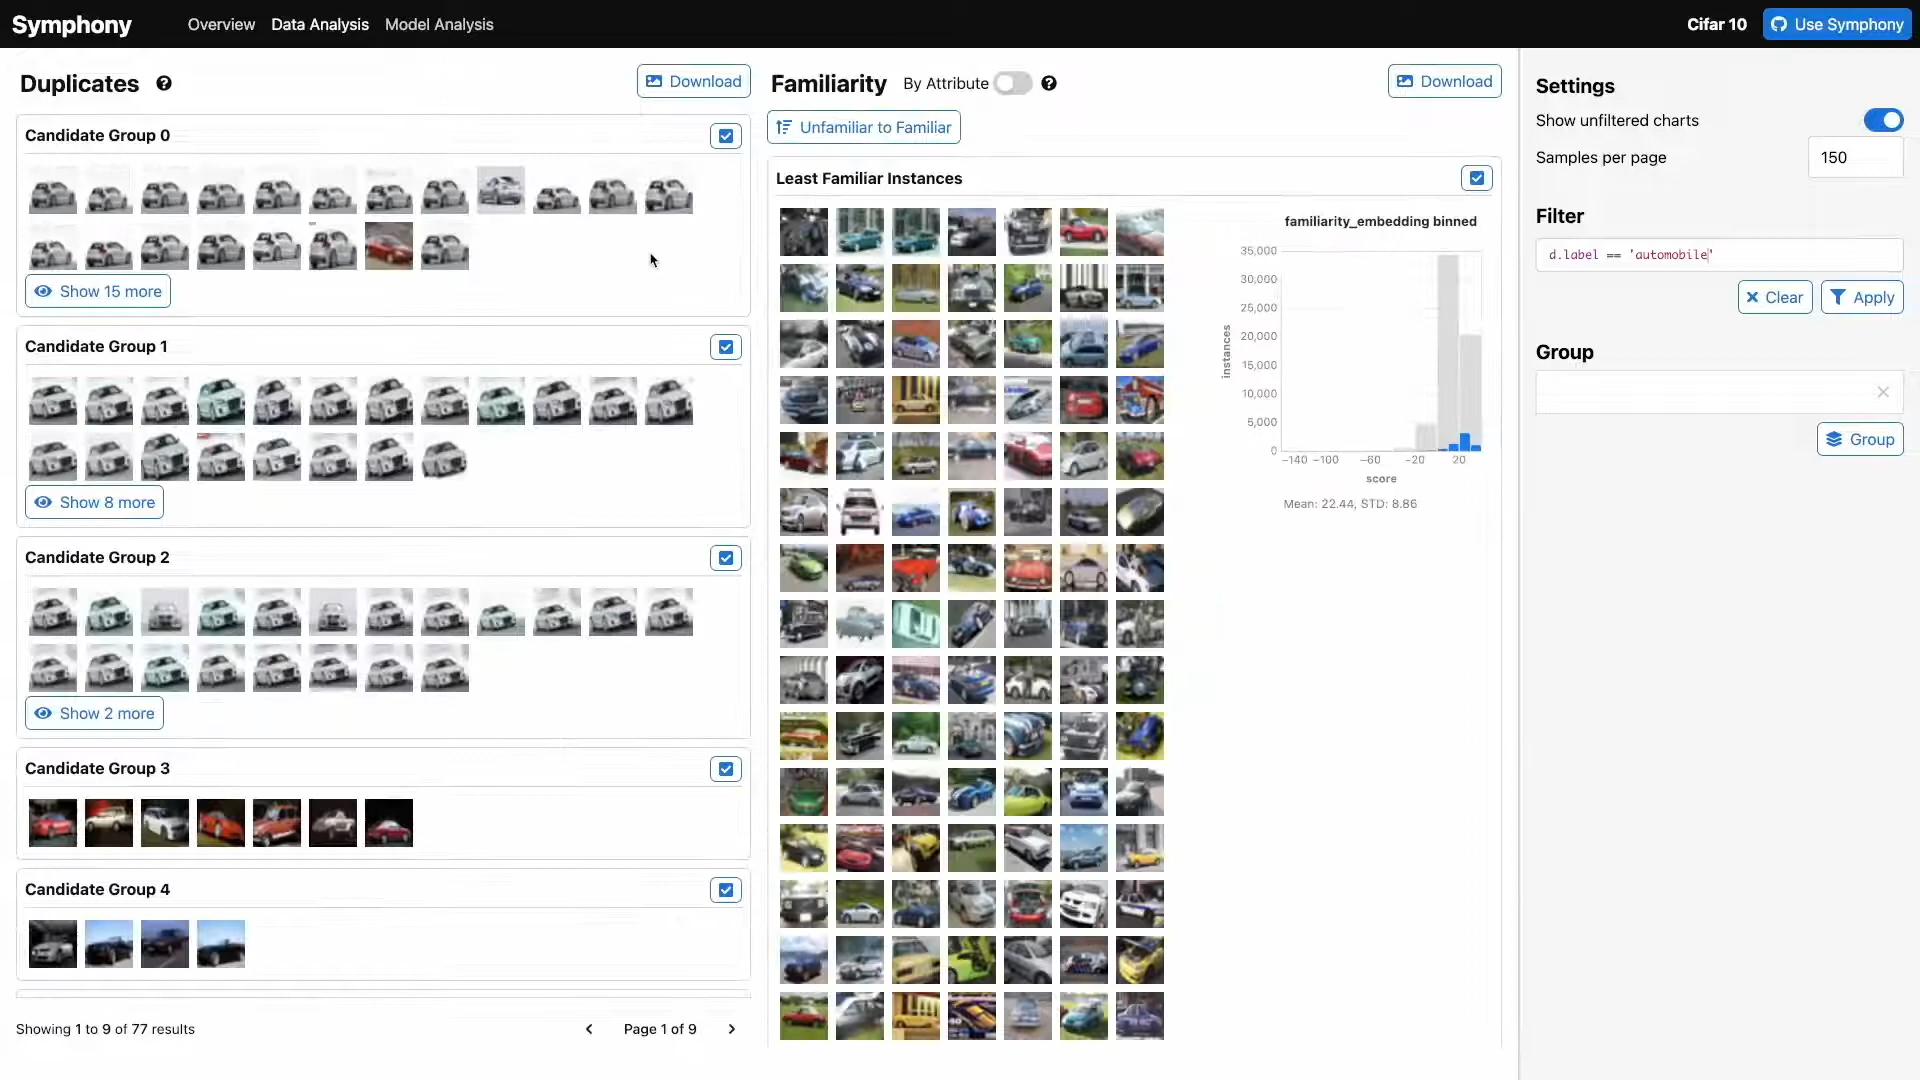 Symphony
Overview
Data Analysis
Model Analysis
Cifar 10
Use Symphony
Duplicates
Download
Candidate Group 0
Show 15 more
Candidate Group 1
Show 8 more
Candidate Group 2
Show 2 more
Candidate Group 3
Candidate Group 4
Showing 1 to 9 of 77 results
Page 1 of 9
Familiarity
By Attribute
Download
Unfamiliar to Familiar
Least Familiar Instances
familiarity_embedding binned
35,000
30,000
25,000
20,000
15,000
10,000
5,000
0
instances
−140 −100 −60 −20 20
score
Mean: 22.44, STD: 8.86
Settings
Show unfiltered charts
Samples per page
150
Filter
d.label == 'automobile'
Clear
Apply
Group
Group